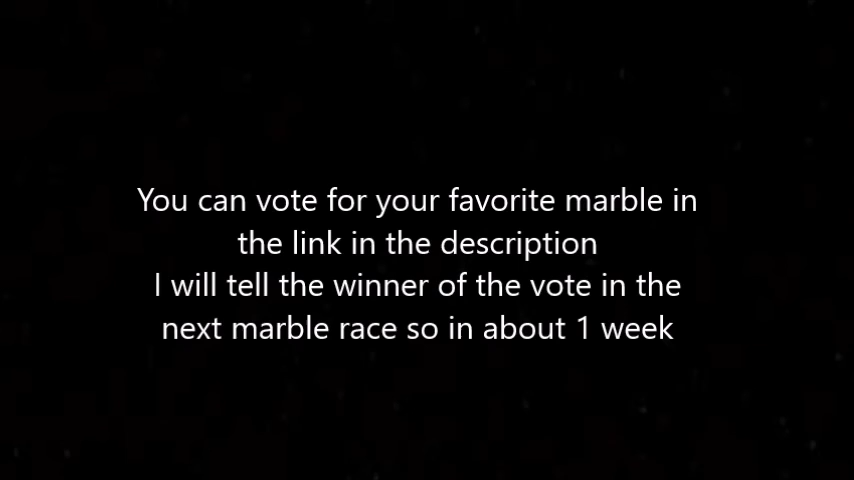 You can vote for your favorite marble in
the link in the description
I will tell the winner of the vote in the
next marble race so in about 1 week